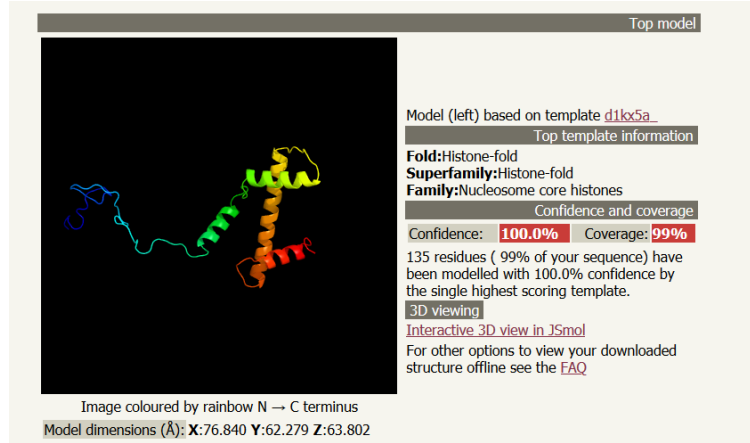 Top model
Model (left) based on template d1kx5a_
Top template information
Fold:Histone-fold
Superfamily:Histone-fold
Family:Nucleosome core histones
Confidence and coverage
Confidence: 100.0% Coverage: 99%
135 residues ( 99% of your sequence) have
been modelled with 100.0% confidence by
the single highest scoring template.
3D viewing
Interactive 3D view in JSmol
For other options to view your downloaded
structure offline see the FAQ
Image coloured by rainbow N → C terminus
Model dimensions (Å): X:76.840 Y:62.279 Z:63.802